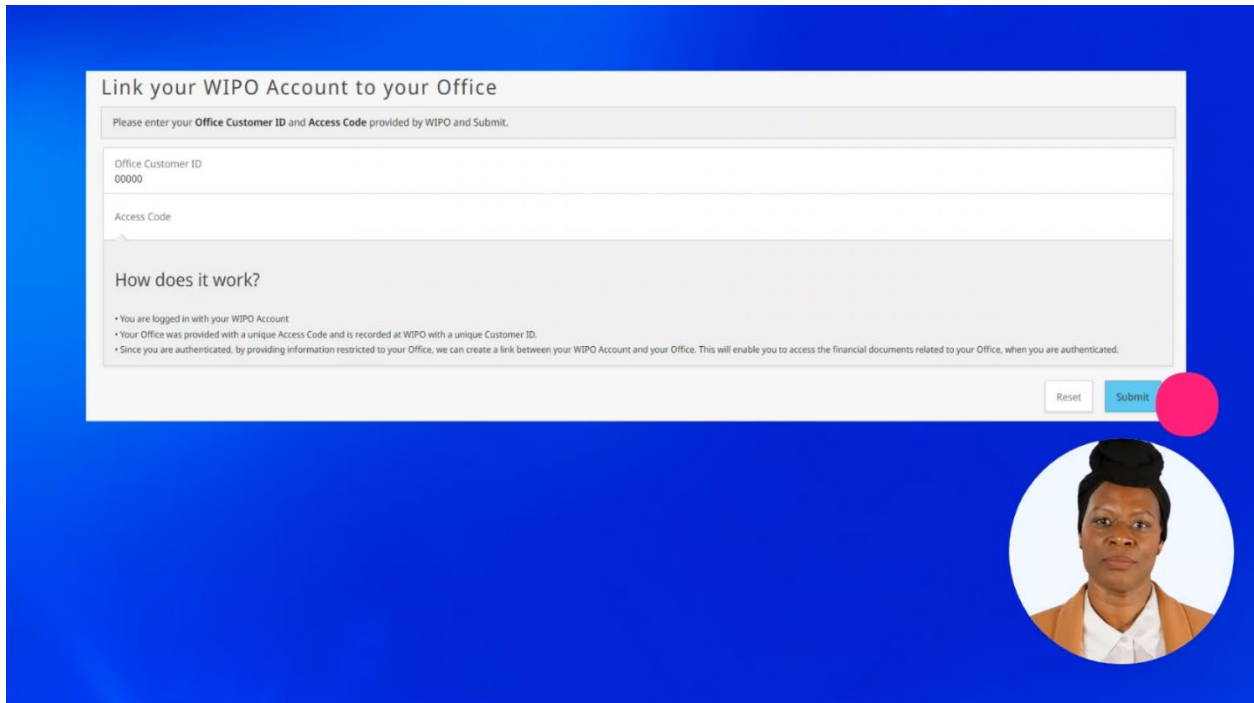 Link your WIPO Account to your Office
Please enter your Office Customer ID and Access Code provided by WIPO and Submit.
Office Customer ID
00000
Access Code
How does it work?
• You are logged in with your WIPO Account
• Your Office was provided with a unique Access Code and is recorded at WIPO with a unique Customer ID.
• Since you are authenticated, by providing information restricted to your Office, we can create a link between your WIPO Account and your Office. This will enable you to access the financial documents related to your Office, when you are authenticated.
Reset
Submit